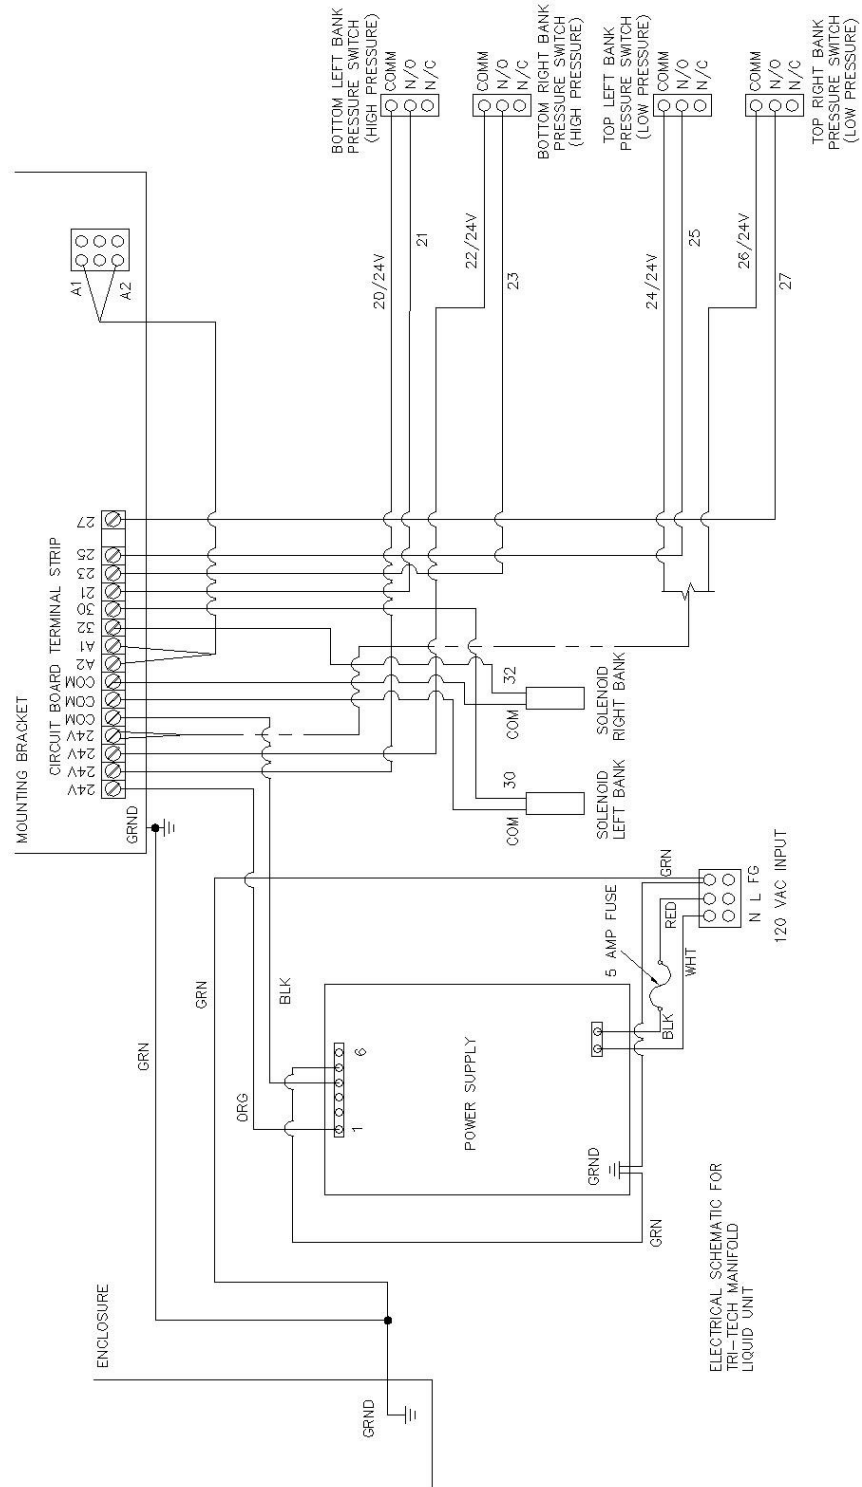 ELECTRICAL SCHEMATIC FOR
TRI-TECH MANIFOLD
LIQUID UNIT
ENCLOSURE
GRND
GRN
GRN
ORG
BLK
1
6
POWER SUPPLY
GRND
GRN
BLK
5 AMP FUSE
WHT
RED
GRN
N L FG
120 VAC INPUT
MOUNTING BRACKET
GRND
CIRCUIT BOARD TERMINAL STRIP
24V
24V
24V
24V
COM
COM
COM
A2
A1
32
30
21
23
25
27
A1
A2
COM
30
SOLENOID
LEFT BANK
COM
32
SOLENOID
RIGHT BANK
20/24V
21
22/24V
23
24/24V
25
26/24V
27
BOTTOM LEFT BANK
PRESSURE SWITCH
(HIGH PRESSURE)
COMM
N/O
N/C
BOTTOM RIGHT BANK
PRESSURE SWITCH
(HIGH PRESSURE)
COMM
N/O
N/C
TOP LEFT BANK
PRESSURE SWITCH
(LOW PRESSURE)
COMM
N/O
N/C
TOP RIGHT BANK
PRESSURE SWITCH
(LOW PRESSURE)
COMM
N/O
N/C